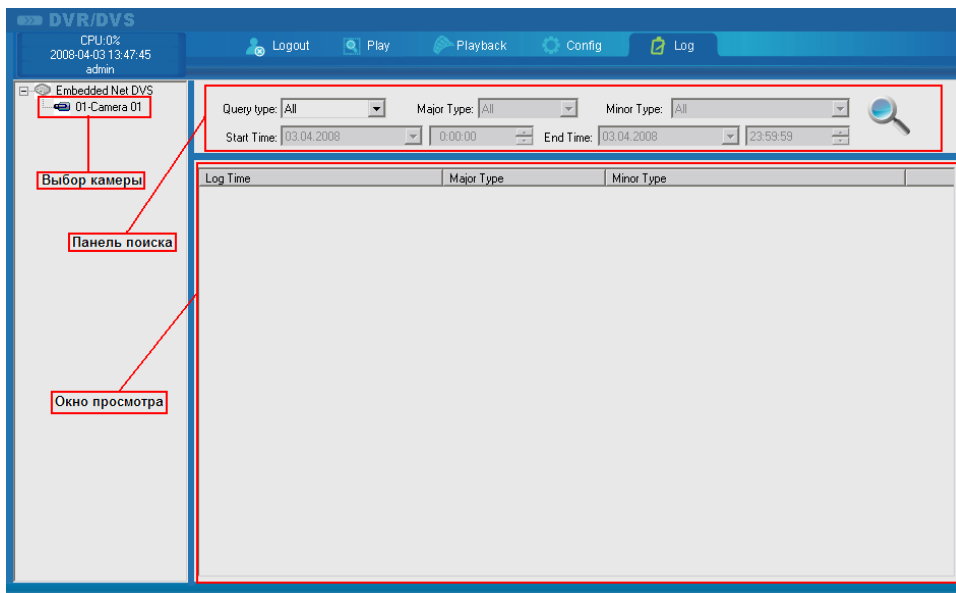 DVR/DVS
CPU:0%
2008-04-03 13:47:45
admin
Logout Play Playback Config Log
Embedded Net DVS
01-Camera 01
Query type: All Major Type: All Minor Type: All
Start Time: 03.04.2008 0:00:00 End Time: 03.04.2008 23:59:59
Log Time Major Type Minor Type
Выбор камеры
Панель поиска
Окно просмотра